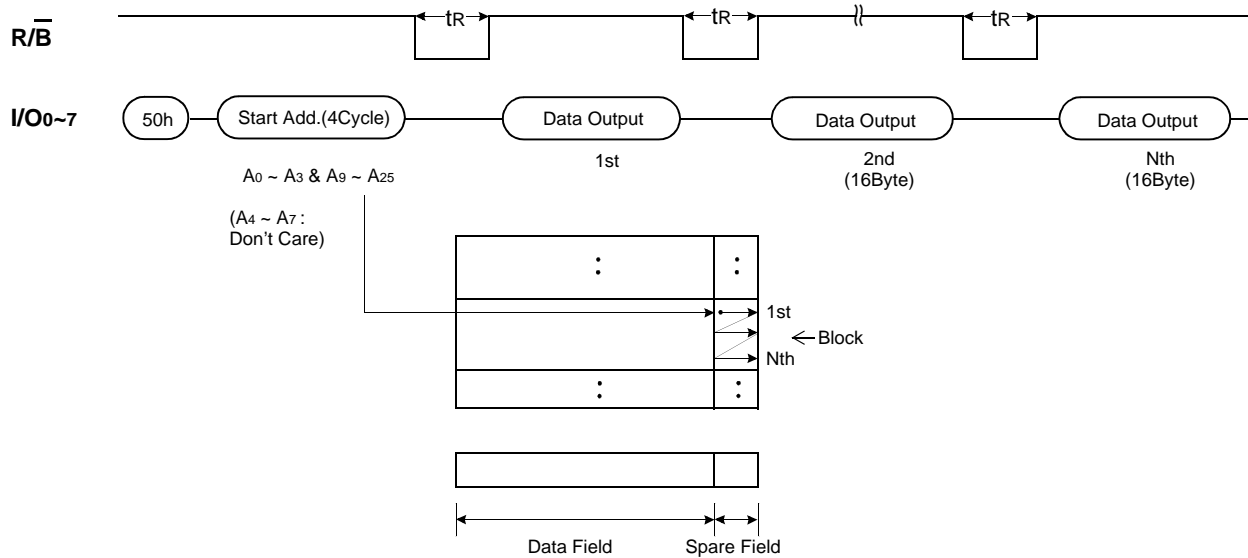 R/B̅
tR
tR
tR
I/O0~7
50h
Start Add.(4Cycle)
Data Output
Data Output
Data Output
1st
2nd
(16Byte)
Nth
(16Byte)
A0 ~ A3 & A9 ~ A25
(A4 ~ A7 :
Don't Care)
1st
Block
Nth
Data Field
Spare Field